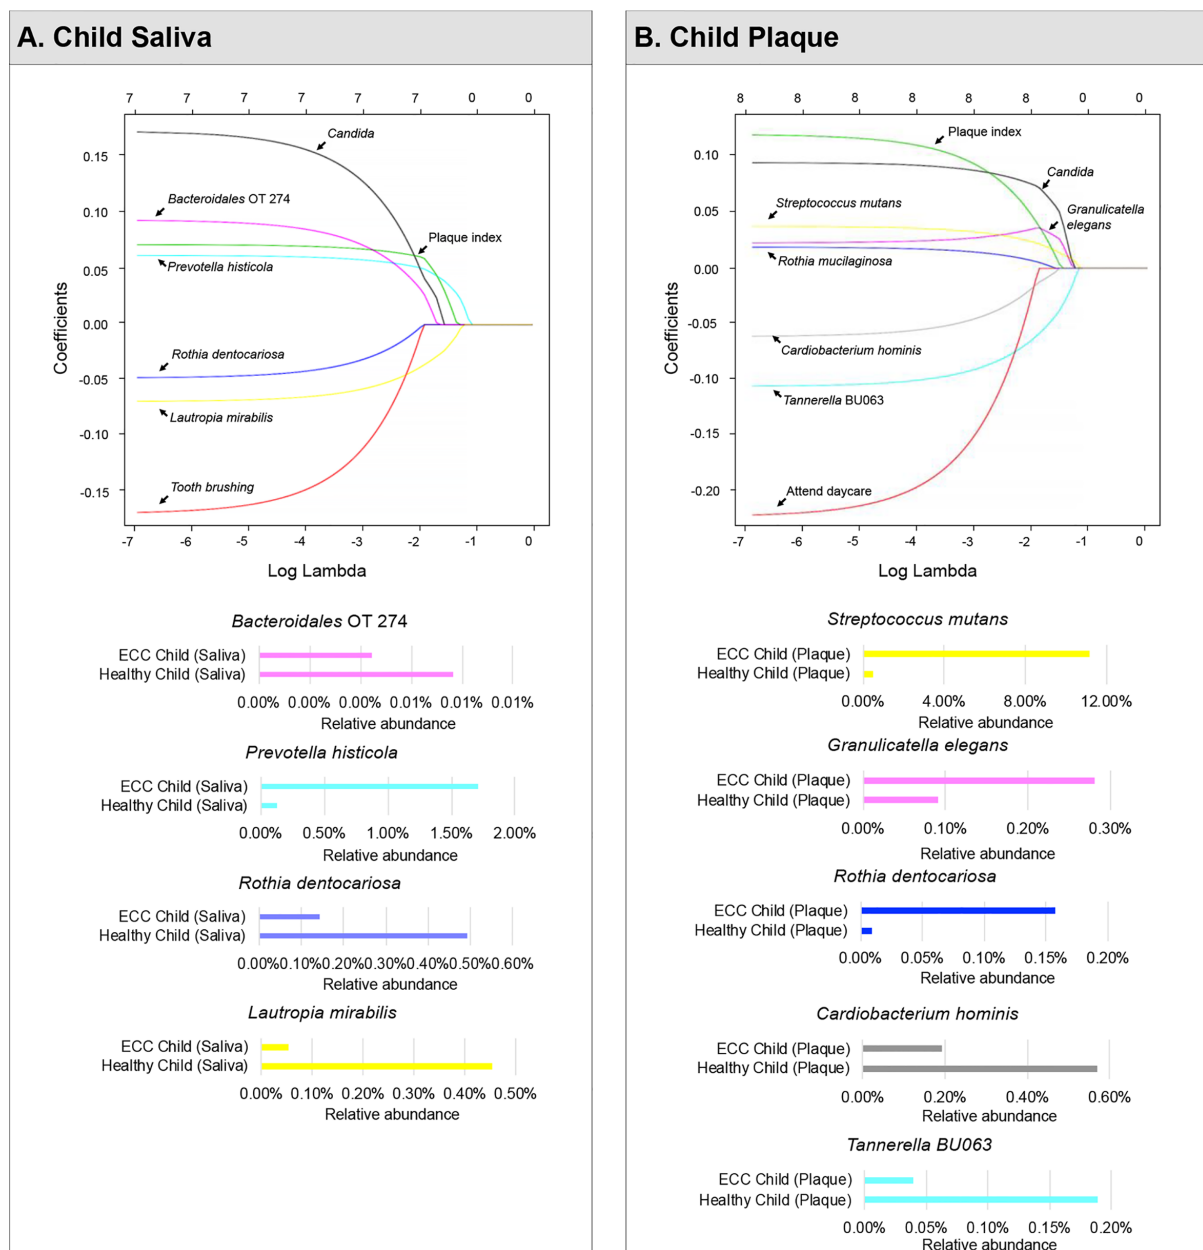 A. Child Saliva
7 7 7 7 7 7 0 0
Candida
0.15
Bacteroidales OT 274
0.10
Plaque index
Prevotella histicola
0.05
0.00
Coefficients
Rothia dentocariosa
-0.05
Lautropia mirabilis
-0.10
Tooth brushing
-0.15
-7 -6 -5 -4 -3 -2 -1 0
Log Lambda
Bacteroidales OT 274
ECC Child (Saliva)
Healthy Child (Saliva)
0.00% 0.00% 0.00% 0.01% 0.01% 0.01%
Relative abundance
Prevotella histicola
ECC Child (Saliva)
Healthy Child (Saliva)
0.00% 0.50% 1.00% 1.50% 2.00%
Relative abundance
Rothia dentocariosa
ECC Child (Saliva)
Healthy Child (Saliva)
0.00%0.10%0.20%0.30%0.40%0.50%0.60%
Relative abundance
Lautropia mirabilis
ECC Child (Saliva)
Healthy Child (Saliva)
0.00% 0.10% 0.20% 0.30% 0.40% 0.50%
Relative abundance
B. Child Plaque
8 8 8 8 8 8 0 0
Plaque index
0.10
Candida
Streptococcus mutans
0.05
Granulicatella
elegans
Rothia mucilaginosa
0.00
Coefficients
-0.05
Cardiobacterium hominis
-0.10
Tannerella BU063
-0.15
Attend daycare
-0.20
-7 -6 -5 -4 -3 -2 -1 0
Log Lambda
Streptococcus mutans
ECC Child (Plaque)
Healthy Child (Plaque)
0.00% 4.00% 8.00% 12.00%
Relative abundance
Granulicatella elegans
ECC Child (Plaque)
Healthy Child (Plaque)
0.00% 0.10% 0.20% 0.30%
Relative abundance
Rothia dentocariosa
ECC Child (Plaque)
Healthy Child (Plaque)
0.00% 0.05% 0.10% 0.15% 0.20%
Relative abundance
Cardiobacterium hominis
ECC Child (Plaque)
Healthy Child (Plaque)
0.00% 0.20% 0.40% 0.60%
Relative abundance
Tannerella BU063
ECC Child (Plaque)
Healthy Child (Plaque)
0.00% 0.05% 0.10% 0.15% 0.20%
Relative abundance